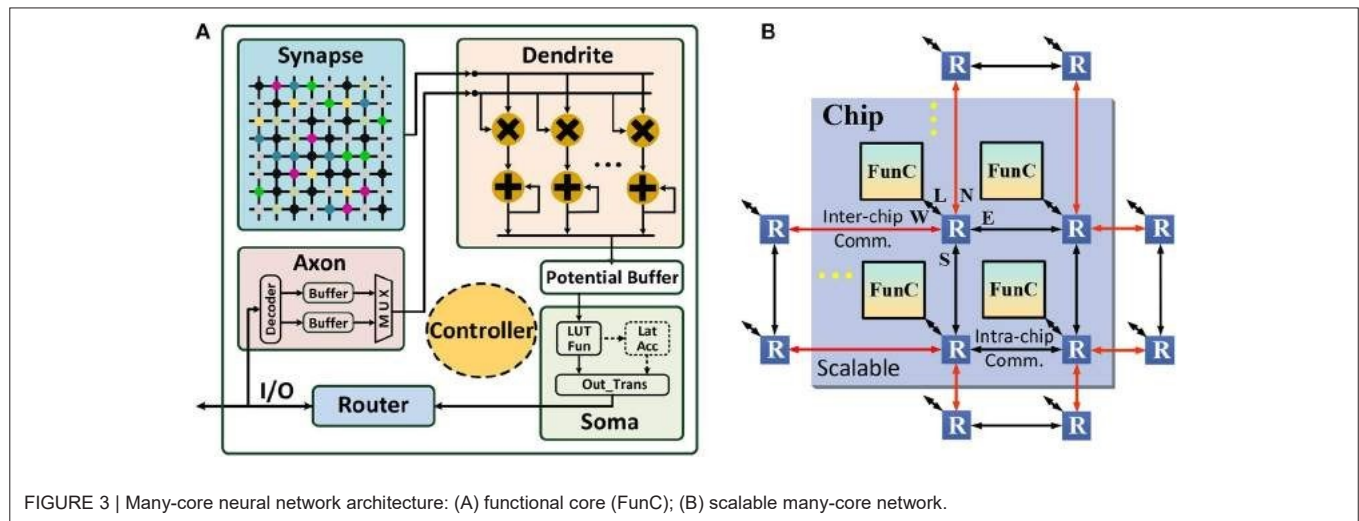 A
Synapse
Dendrite
Axon
Decoder
Buffer
Buffer
MUX
Controller
Potential Buffer
LUT
Fun
Lat
Acc
Out_Trans
Soma
I/O
Router
B
R
R
Chip
FunC
FunC
L
N
R
Inter-chip
Comm.
W
R
E
R
R
S
FunC
FunC
R
R
Intra-chip
Comm.
R
R
Scalable
R
R
FIGURE 3 | Many-core neural network architecture: (A) functional core (FunC); (B) scalable many-core network.